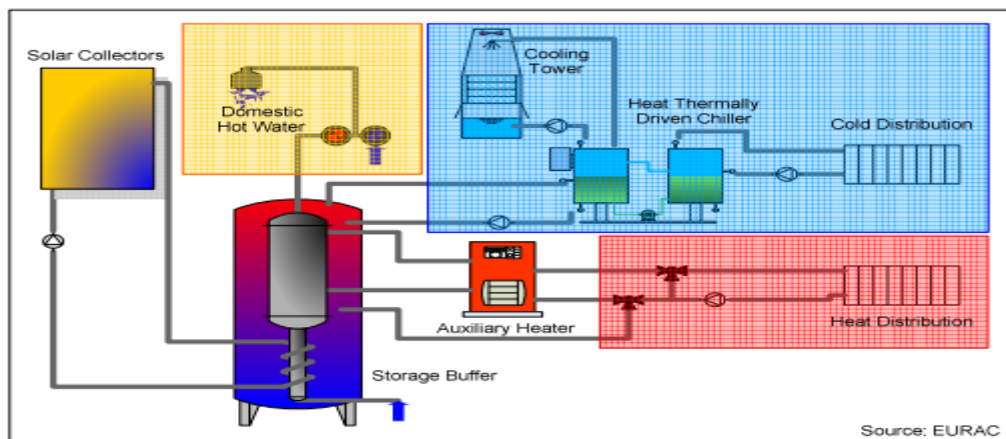 Solar Collectors
Domestic
Hot Water
Cooling
Tower
Heat Thermally
Driven Chiller
Cold Distribution
Auxiliary Heater
Heat Distribution
Storage Buffer
Source: EURAC